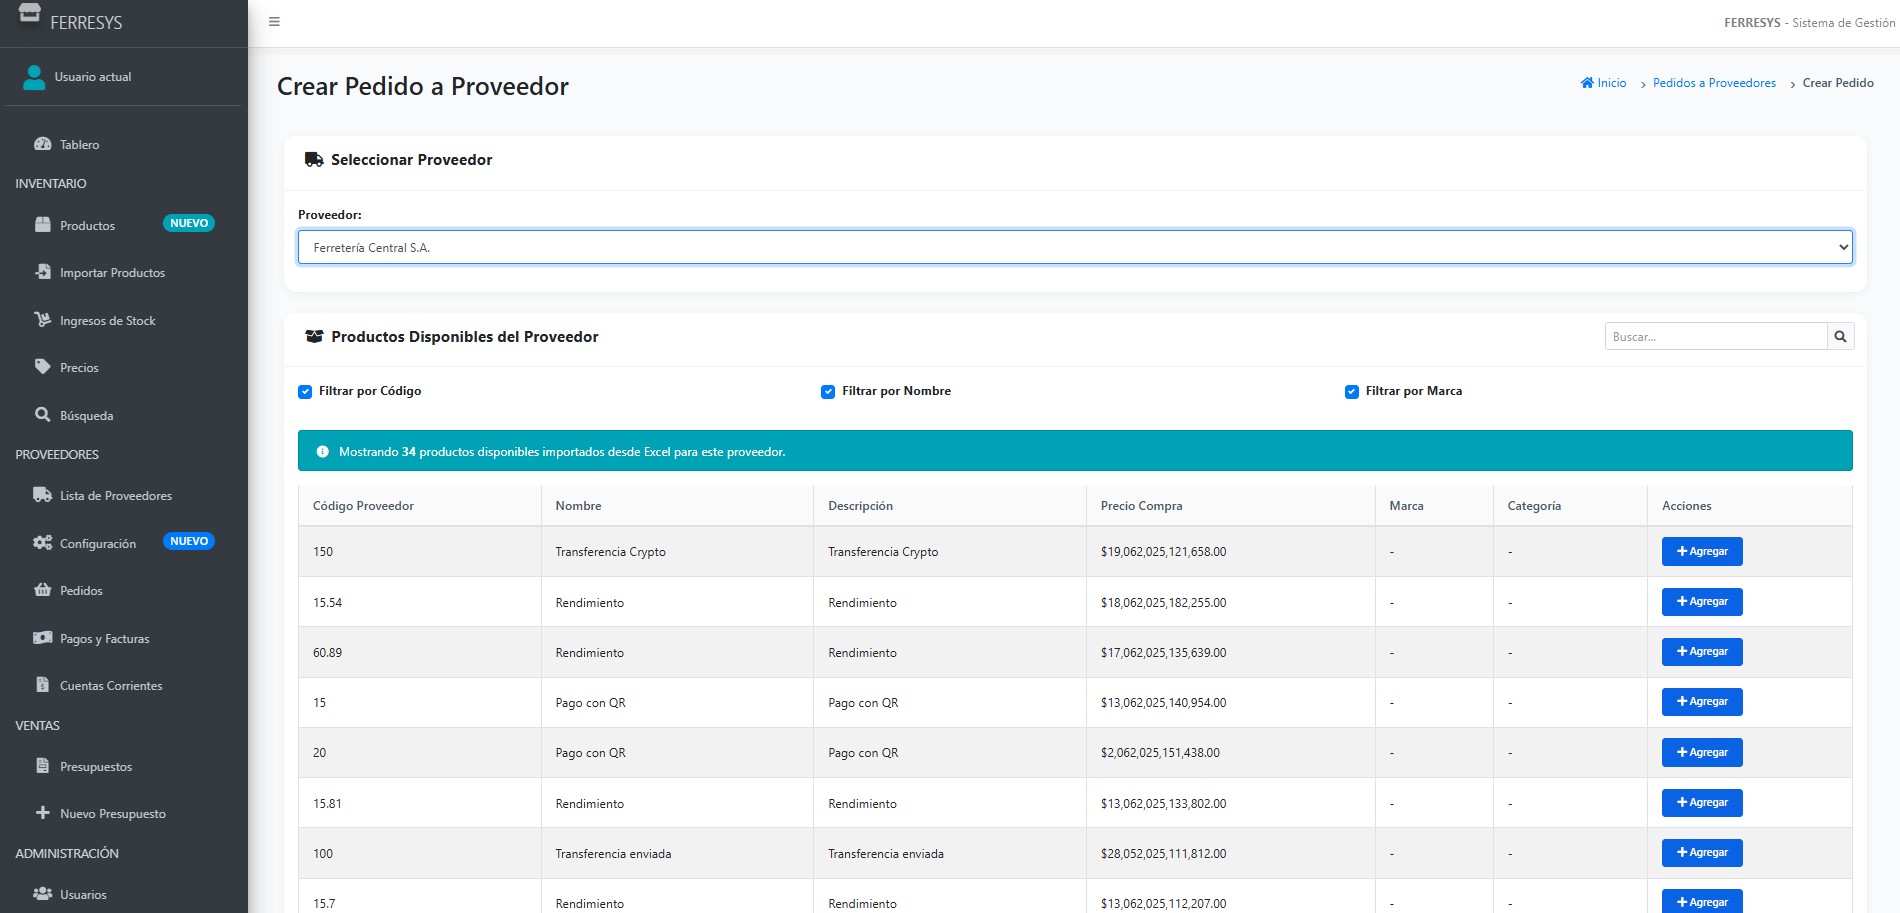 FERRESYS
FERRESYS - Sistema de Gestión
Usuario actual
Tablero
INVENTARIO
Productos NUEVO
Importar Productos
Ingresos de Stock
Precios
Búsqueda
PROVEEDORES
Lista de Proveedores
Configuración NUEVO
Pedidos
Pagos y Facturas
Cuentas Corrientes
VENTAS
Presupuestos
Nuevo Presupuesto
ADMINISTRACIÓN
Usuarios
Crear Pedido a Proveedor
Inicio > Pedidos a Proveedores > Crear Pedido
Seleccionar Proveedor
Proveedor:
Ferretería Central S.A.
Productos Disponibles del Proveedor
Buscar...
Filtrar por Código Filtrar por Nombre Filtrar por Marca
Mostrando 34 productos disponibles importados desde Excel para este proveedor.
Código Proveedor Nombre Descripción Precio Compra Marca Categoría Acciones
150 Transferencia Crypto Transferencia Crypto $19,062,025,121,658.00 - - + Agregar
15.54 Rendimiento Rendimiento $18,062,025,182,255.00 - - + Agregar
60.89 Rendimiento Rendimiento $17,062,025,135,639.00 - - + Agregar
15 Pago con QR Pago con QR $13,062,025,140,954.00 - - + Agregar
20 Pago con QR Pago con QR $2,062,025,151,438.00 - - + Agregar
15.81 Rendimiento Rendimiento $13,062,025,133,802.00 - - + Agregar
100 Transferencia enviada Transferencia enviada $28,052,025,111,812.00 - - + Agregar
15.7 Rendimiento Rendimiento $13,062,025,112,207.00 - - + Agregar